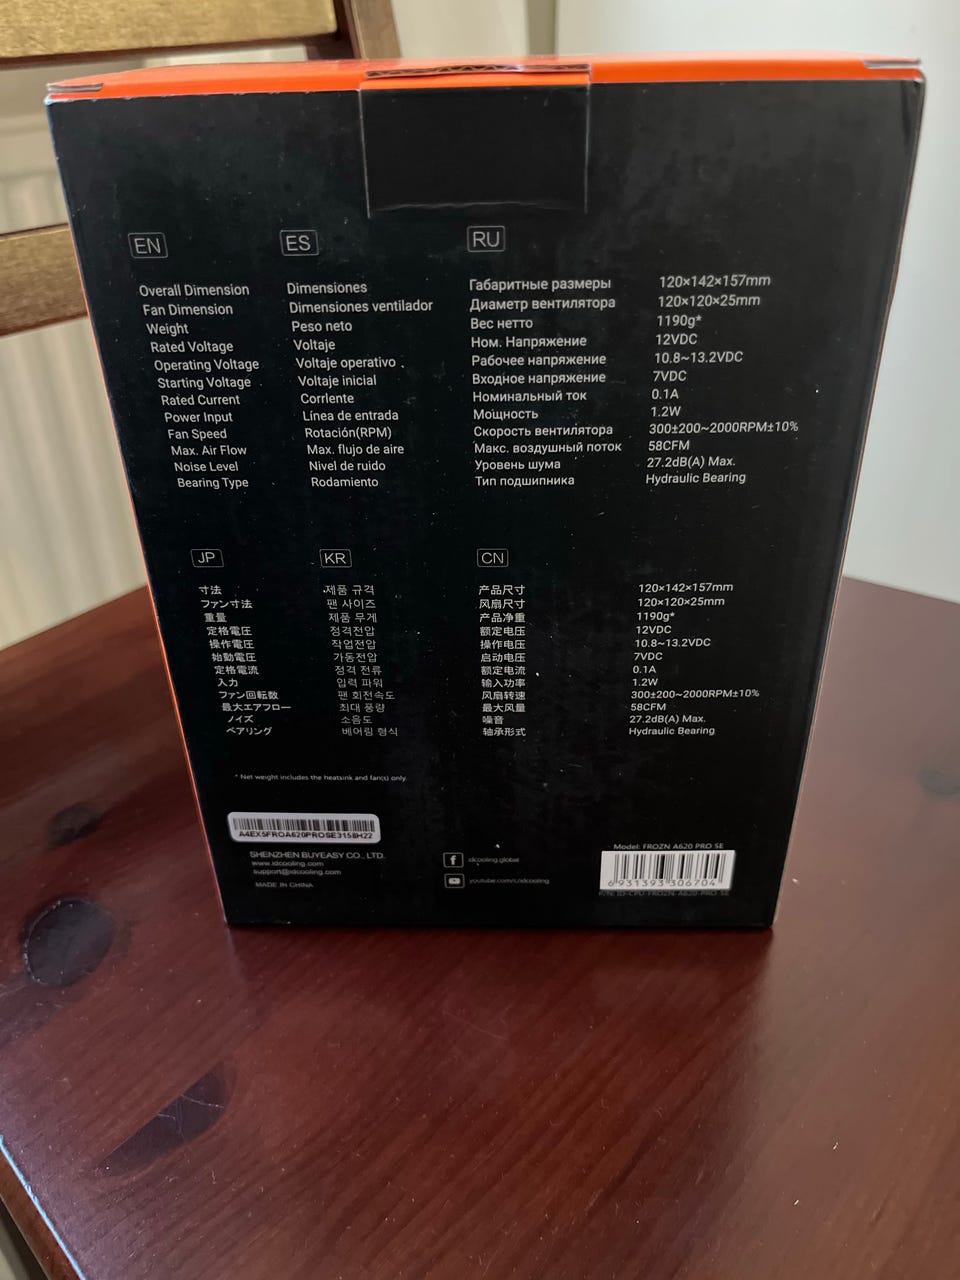 EN ES RU
Overall Dimension Dimensiones Габаритные размеры 120×142×157mm
Fan Dimension Dimensiones ventilador Диаметр вентилятора 120×120×25mm
Weight Peso neto Вес нетто 1190g*
Rated Voltage Voltaje Ном. Напряжение 12VDC
Operating Voltage Voltaje operativo Рабочее напряжение 10.8~13.2VDC
Starting Voltage Voltaje inicial Входное напряжение 7VDC
Rated Current Corrlente Номинальный ток 0.1A
Power Input Línea de entrada Мощность 1.2W
Fan Speed Rotación(RPM) Скорость вентилятора 300±200~2000RPM±10%
Max. Air Flow Max. flujo de aire Макс. воздушный поток 58CFM
Noise Level Nivel de ruido Уровень шума 27.2dB(A) Max.
Bearing Type Rodamiento Тип подшипника Hydraulic Bearing
JP KR CN
寸法 제품 규격 产品尺寸 120×142×157mm
ファン寸法 팬 사이즈 风扇尺寸 120×120×25mm
重量 제품 무게 产品净重 1190g*
定格電圧 정격전압 额定电压 12VDC
操作電圧 작업전압 操作电压 10.8~13.2VDC
始動電圧 가동전압 启动电压 7VDC
定格電流 정격 전류 额定电流 0.1A
入力 입력 파워 输入功率 1.2W
ファン回転数 팬 회전속도 风扇转速 300±200~2000RPM±10%
最大エアフロー 최대 풍량 最大风量 58CFM
ノイズ 소음도 噪音 27.2dB(A) Max.
ベアリング 베어링 형식 轴承形式 Hydraulic Bearing
* Net weight includes the heatsink and fan(s) only.
A4EX5FROA620PROSE3158H22
SHENZHEN BUYEASY CO., LTD.
www.idcooling.com
support@idcooling.com
MADE IN CHINA
f idcooling.global
youtube.com/c/idcooling
Model: FROZN A620 PRO SE
6 931393 306704
P/N: ID-CPU-FROZN-A620-PRO-SE